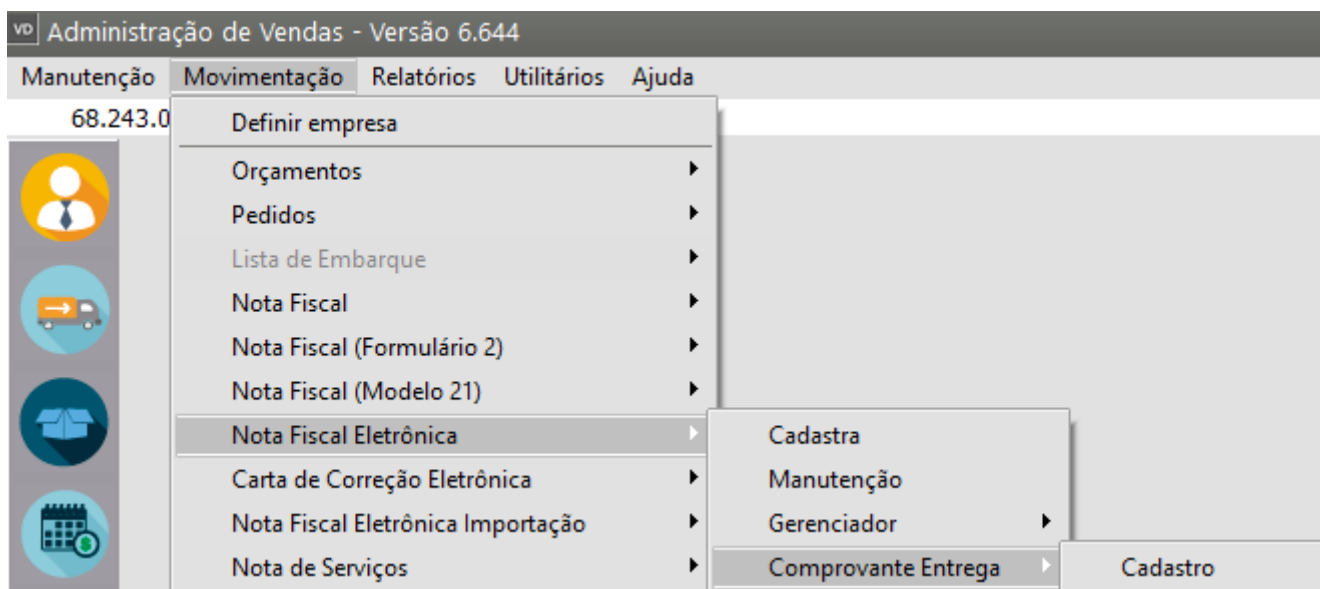 VD Administração de Vendas - Versão 6.644
Manutenção Movimentação Relatórios Utilitários Ajuda
68.243.0
Definir empresa
Orçamentos
Pedidos
Lista de Embarque
Nota Fiscal
Nota Fiscal (Formulário 2)
Nota Fiscal (Modelo 21)
Nota Fiscal Eletrônica
Carta de Correção Eletrônica
Nota Fiscal Eletrônica Importação
Nota de Serviços
Cadastra
Manutenção
Gerenciador
Comprovante Entrega
Cadastro